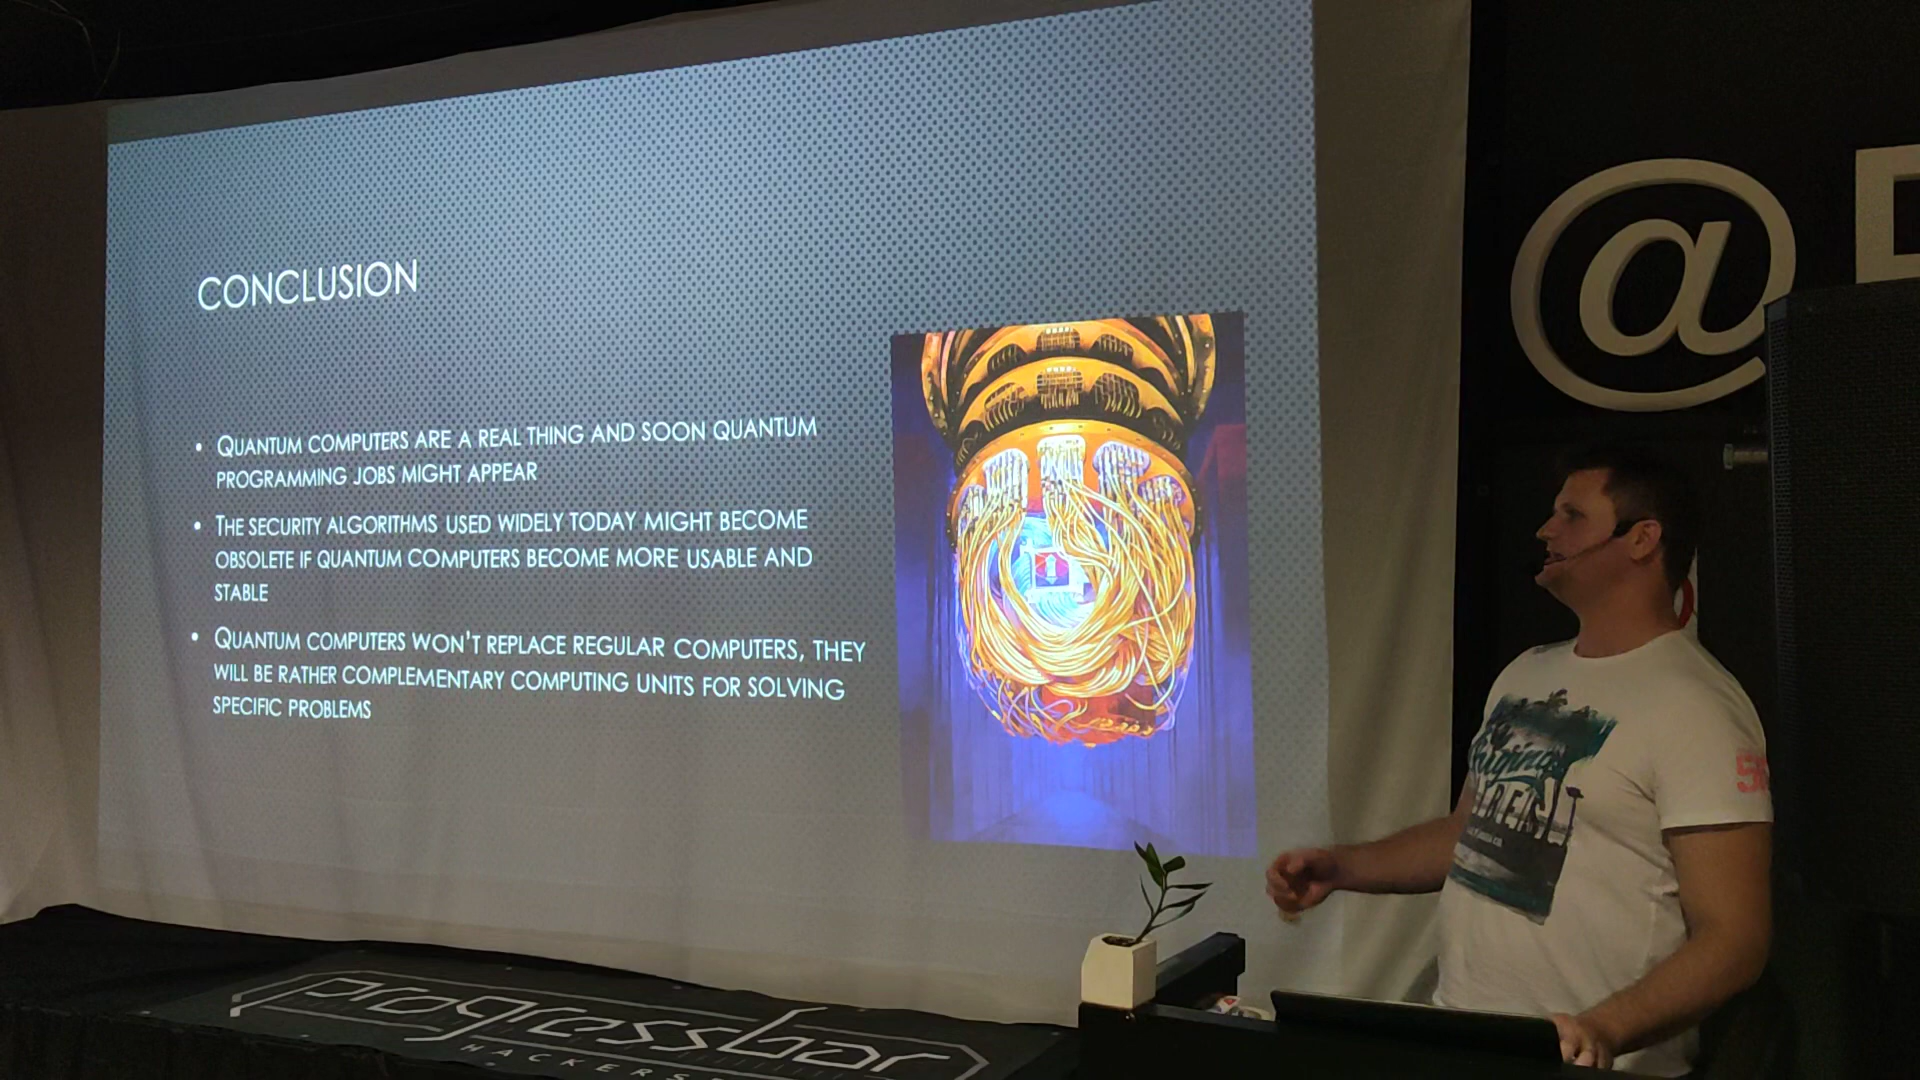 CONCLUSION
• QUANTUM COMPUTERS ARE A REAL THING AND SOON QUANTUM
PROGRAMMING JOBS MIGHT APPEAR
• THE SECURITY ALGORITHMS USED WIDELY TODAY MIGHT BECOME
OBSOLETE IF QUANTUM COMPUTERS BECOME MORE USABLE AND
STABLE
• QUANTUM COMPUTERS WON'T REPLACE REGULAR COMPUTERS, THEY
WILL BE RATHER COMPLEMENTARY COMPUTING UNITS FOR SOLVING
SPECIFIC PROBLEMS
@
progressbar
HACKERS